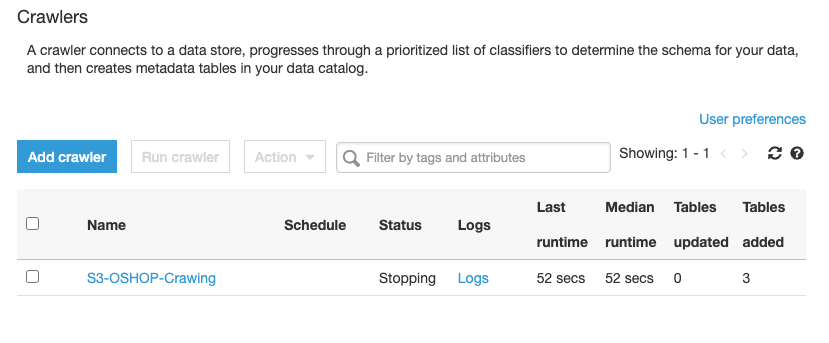 Crawlers
A crawler connects to a data store, progresses through a prioritized list of classifiers to determine the schema for your data,
and then creates metadata tables in your data catalog.
User preferences
Add crawler Run crawler Action Filter by tags and attributes Showing: 1 - 1
Name Schedule Status Logs Last runtime Median runtime Tables updated Tables added
S3-OSHOP-Crawing Stopping Logs 52 secs 52 secs 0 3